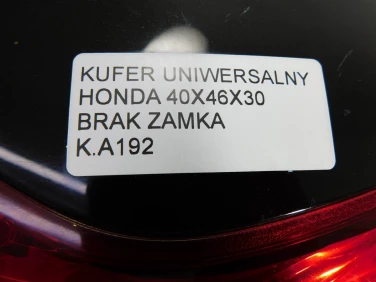 KUFER UNIWERSALNY
HONDA 40X46X30
BRAK ZAMKA
K.A192